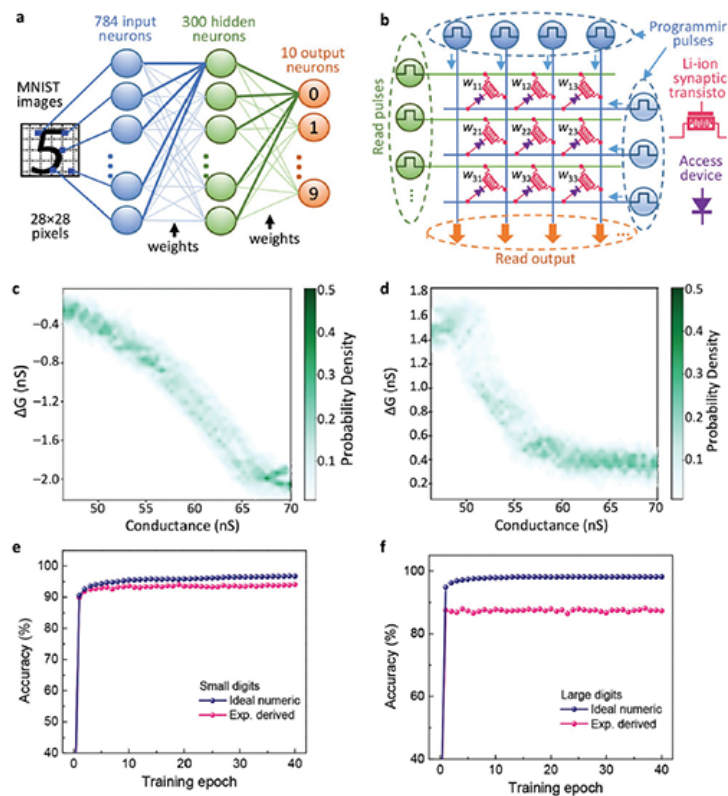 a
784 input
neurons
300 hidden
neurons
10 output
neurons
MNIST
images
5
28×28
pixels
weights
weights
0
1
9
b
Programmir
pulses
Read pulses
W11
W12
W13
W21
W22
W23
W31
W32
W33
Li-ion
synaptic
transisto
Access
device
Read output
c
ΔG (nS)
−0.4
−0.8
−1.2
−1.6
−2.0
50
55
60
65
70
Conductance (nS)
0.5
0.4
0.3
0.2
0.1
Probability Density
d
ΔG (nS)
1.8
1.6
1.4
1.2
1.0
0.8
0.6
0.4
0.2
50
55
60
65
70
Conductance (nS)
0.5
0.4
0.3
0.2
0.1
Probability Density
e
Accuracy (%)
100
90
80
70
60
50
40
Small digits
Ideal numeric
Exp. derived
0
10
20
30
40
Training epoch
f
Accuracy (%)
100
80
60
40
Large digits
Ideal numeric
Exp. derived
0
10
20
30
40
Training epoch